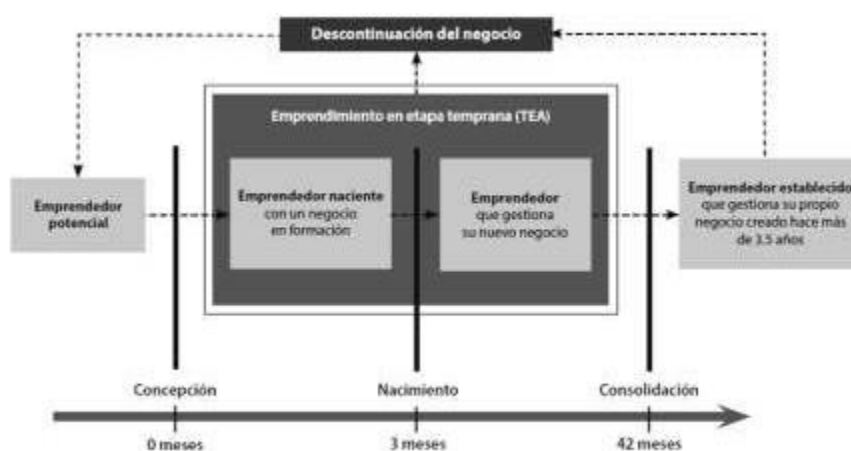 Descontinuación del negocio
Emprendimiento en etapa temprana (TEA)
Emprendedor
potencial
Emprendedor naciente
con un negocio
en formación
Emprendedor
que gestiona
su nuevo negocio
Emprendedor establecido
que gestiona su propio
negocio creado hace más
de 3.5 años
Concepción
Nacimiento
Consolidación
0 meses
3 meses
42 meses